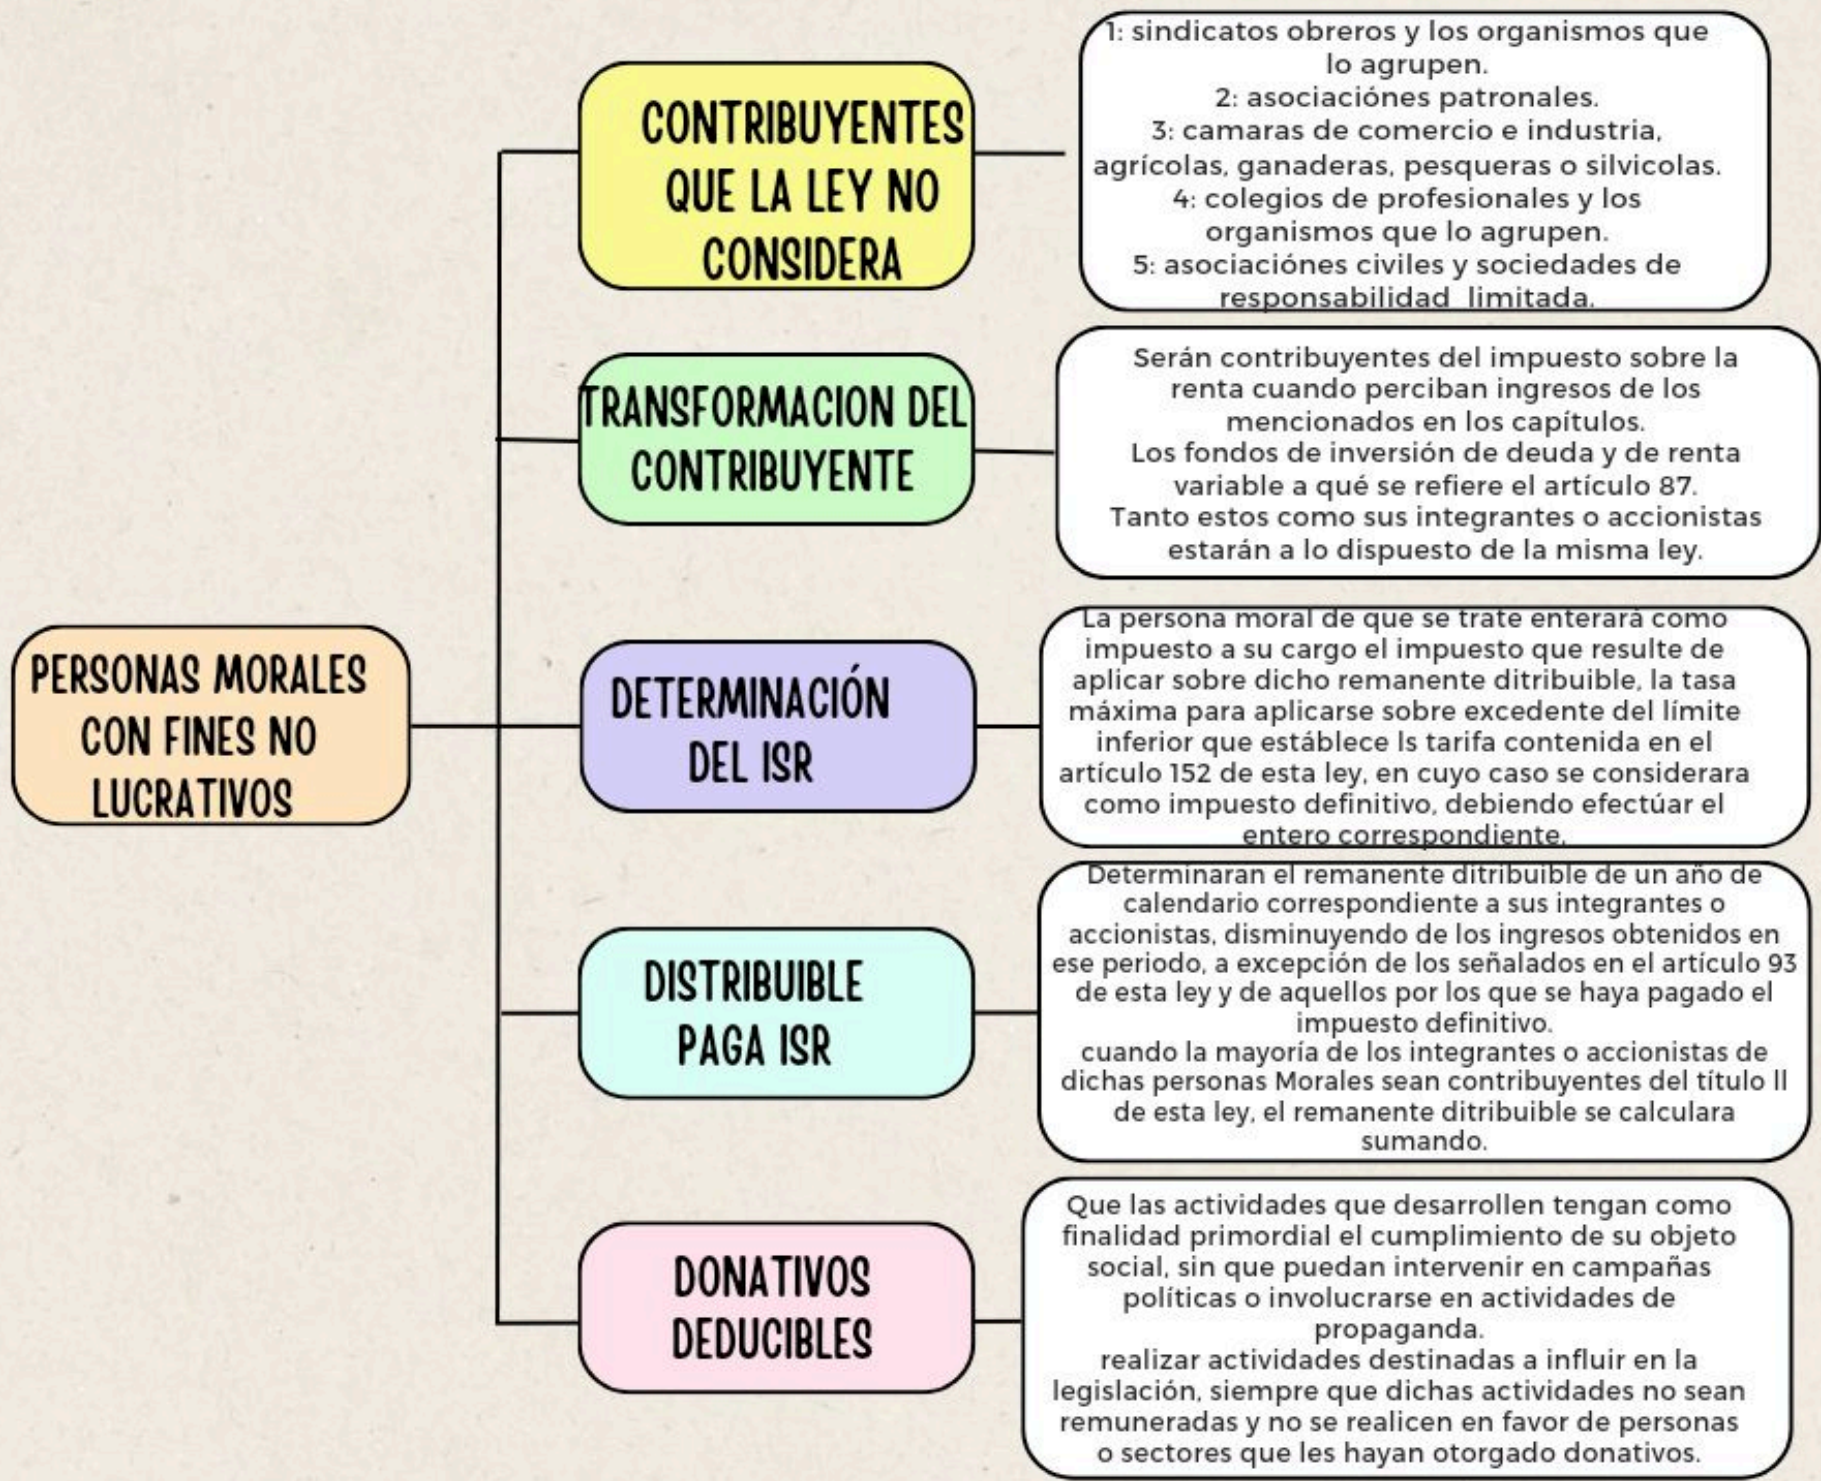 PERSONAS MORALES
CON FINES NO
LUCRATIVOS
CONTRIBUYENTES
QUE LA LEY NO
CONSIDERA
1: sindicatos obreros y los organismos que
lo agrupen.
2: asociaciónes patronales.
3: camaras de comercio e industria,
agrícolas, ganaderas, pesqueras o silvicolas.
4: colegios de profesionales y los
organismos que lo agrupen.
5: asociaciónes civiles y sociedades de
responsabilidad limitada.
TRANSFORMACION DEL
CONTRIBUYENTE
Serán contribuyentes del impuesto sobre la
renta cuando perciban ingresos de los
mencionados en los capítulos.
Los fondos de inversión de deuda y de renta
variable a qué se refiere el artículo 87.
Tanto estos como sus integrantes o accionistas
estarán a lo dispuesto de la misma ley.
DETERMINACIÓN
DEL ISR
La persona moral de que se trate enterará como
impuesto a su cargo el impuesto que resulte de
aplicar sobre dicho remanente ditribuible, la tasa
máxima para aplicarse sobre excedente del límite
inferior que estáblece ls tarifa contenida en el
artículo 152 de esta ley, en cuyo caso se considerara
como impuesto definitivo, debiendo efectúar el
entero correspondiente.
DISTRIBUIBLE
PAGA ISR
Determinaran el remanente ditribuible de un año de
calendario correspondiente a sus integrantes o
accionistas, disminuyendo de los ingresos obtenidos en
ese periodo, a excepción de los señalados en el artículo 93
de esta ley y de aquellos por los que se haya pagado el
impuesto definitivo.
cuando la mayoría de los integrantes o accionistas de
dichas personas Morales sean contribuyentes del título II
de esta ley, el remanente ditribuible se calculara
sumando.
DONATIVOS
DEDUCIBLES
Que las actividades que desarrollen tengan como
finalidad primordial el cumplimiento de su objeto
social, sin que puedan intervenir en campañas
políticas o involucrarse en actividades de
propaganda.
realizar actividades destinadas a influir en la
legislación, siempre que dichas actividades no sean
remuneradas y no se realicen en favor de personas
o sectores que les hayan otorgado donativos.